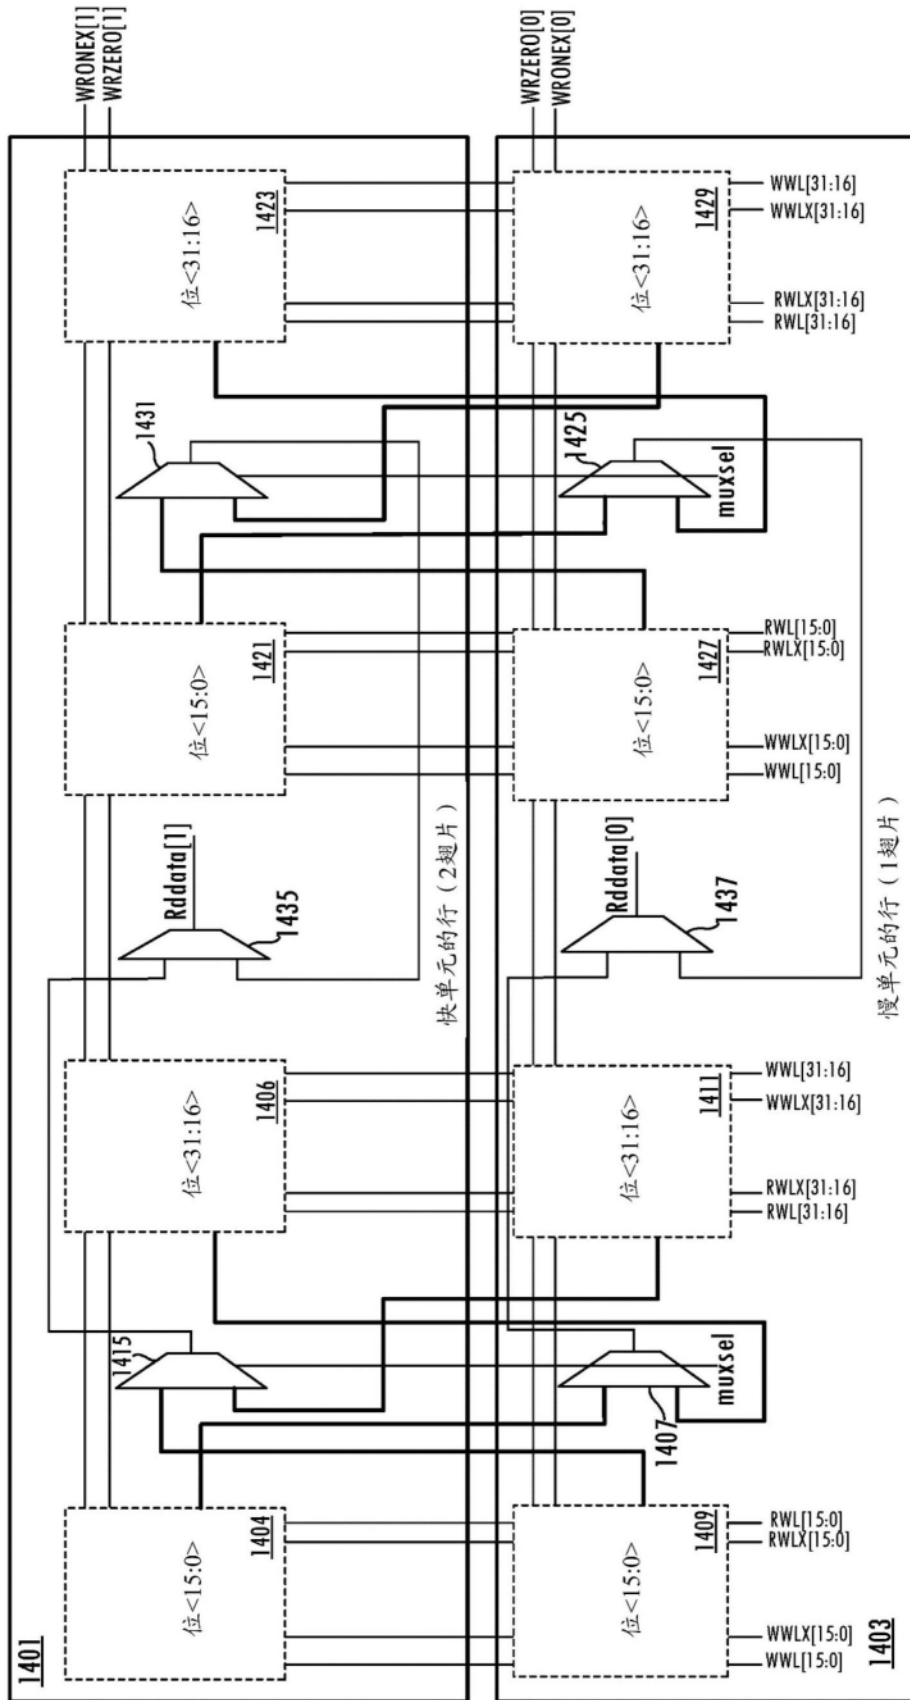 WRONEX[1]
WRZERO[1]
位<15:0>
1404
1415
位<31:16>
1406
Rddata[1]
1435
位<15:0>
1421
1431
位<31:16>
1423
1401
快单元的行（2翅片）
WRZERO[0]
WRONEX[0]
位<15:0>
1409
1407
muxsel
位<31:16>
1411
Rddata[0]
1437
位<15:0>
1427
1425
muxsel
位<31:16>
1429
WWL[15:0]
WWLX[15:0]
RWLX[15:0]
RWL[15:0]
RWL[31:16]
RWLX[31:16]
WWLX[31:16]
WWL[31:16]
WWL[15:0]
WWLX[15:0]
RWLX[15:0]
RWL[15:0]
RWL[31:16]
RWLX[31:16]
WWLX[31:16]
WWL[31:16]
1403
慢单元的行（1翅片）